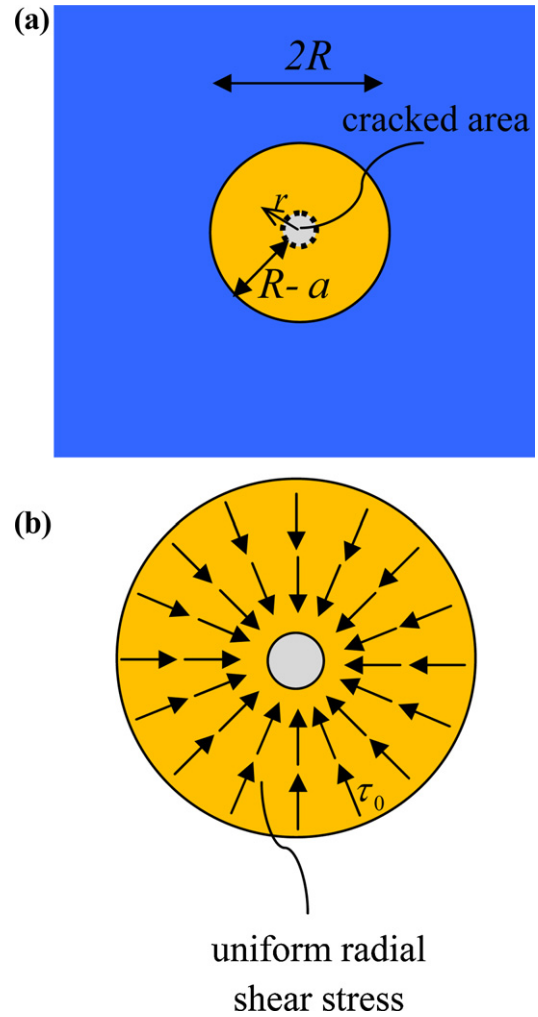 (a)
2R
cracked area
r
R- a
(b)
τ₀
uniform radial
shear stress